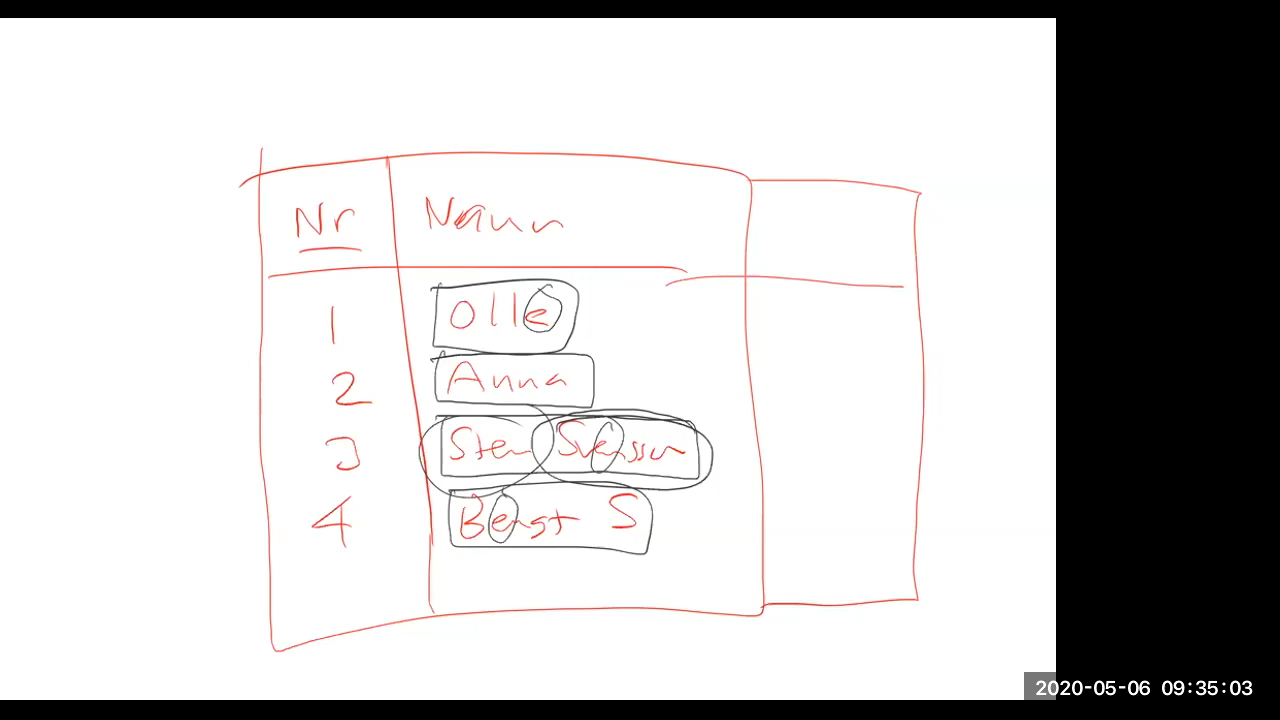 Nr Namn
1 Olle
2 Anna
3 Sten Svensson
4 Bengt S
2020-05-06 09:35:03